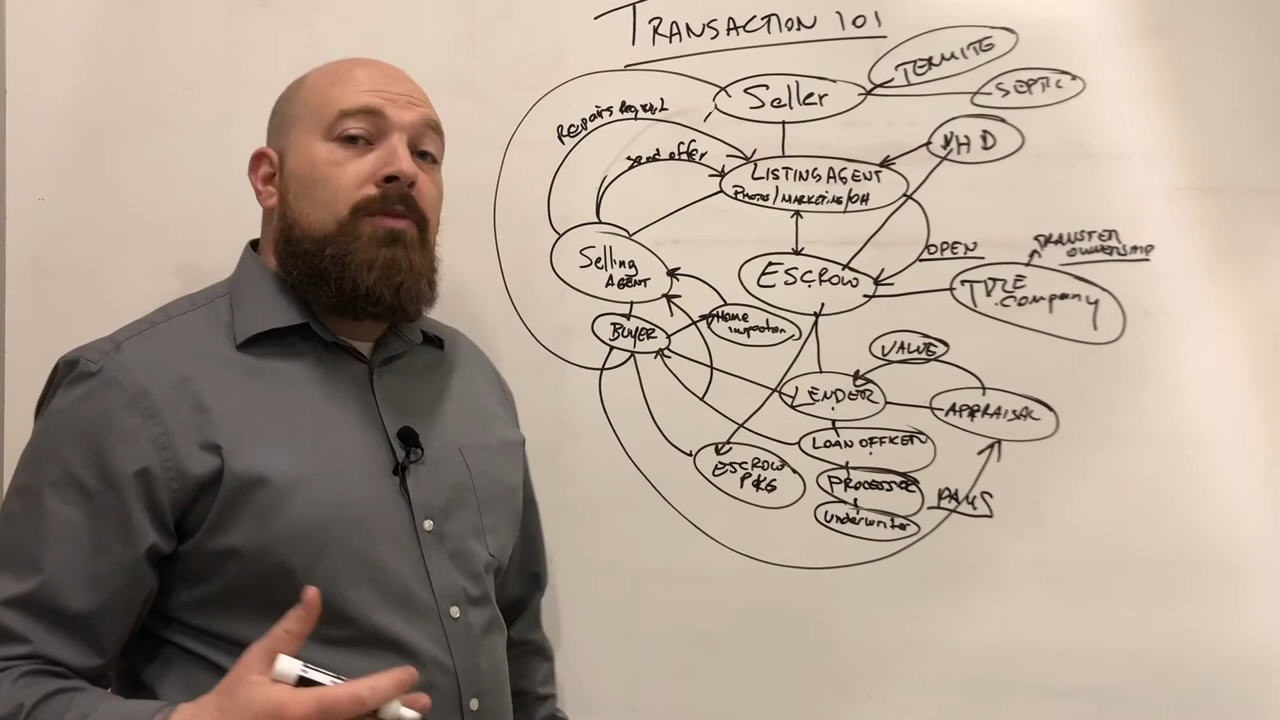 TRANSACTION 101
TERMITE
Seller
SEPTIC
Repairs Request
NHD
send offer
LISTING AGENT
PHOTOS/MARKETING/OH
Selling
AGENT
ESCROW
OPEN
TRANSFER
OWNERSHIP
TITLE
Company
BUYER
Home
inspection
VALUE
LENDER
APPRAISAL
LOAN OFFICER
ESCROW
PKG
PROCESSOR
PAYS
Underwriter